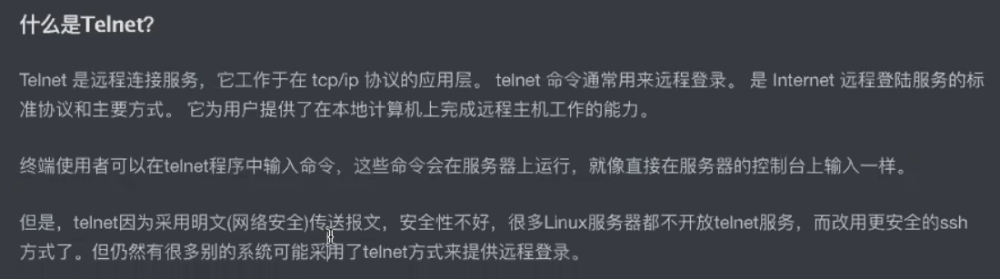 什么是Telnet?
Telnet 是远程连接服务，它工作于在 tcp/ip 协议的应用层。 telnet 命令通常用来远程登录。 是 Internet 远程登陆服务的标
准协议和主要方式。 它为用户提供了在本地计算机上完成远程主机工作的能力。
终端使用者可以在telnet程序中输入命令，这些命令会在服务器上运行，就像直接在服务器的控制台上输入一样。
但是，telnet因为采用明文(网络安全)传送报文，安全性不好，很多Linux服务器都不开放telnet服务，而改用更安全的ssh
方式了。但仍然有很多别的系统可能采用了telnet方式来提供远程登录。